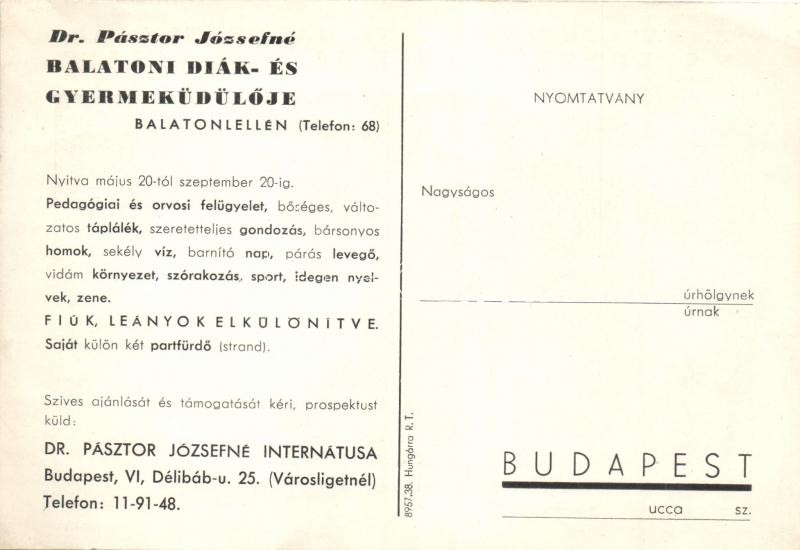 Dr. Pásztor Józsefné
BALATONI DIÁK- ÉS
GYERMEKÜDÜLŐJE
BALATONLELLÉN (Telefon: 68)
Nyitva május 20-tól szeptember 20-ig.
Pedagógiai és orvosi felügyelet, bőséges, válto-
zatos táplálék, szeretetteljes gondozás, bársonyos
homok, sekély víz, barnító nap, párás levegő,
vidám környezet, szórakozás, sport, idegen nyel-
vek, zene.
FIÚK, LEÁNYOK ELKÜLÖNÍTVE.
Saját külön két partfürdő (strand).
Szives ajánlását és támogatását kéri, prospektust
küld:
DR. PÁSZTOR JÓZSEFNÉ INTERNÁTUSA
Budapest, VI, Délibáb-u. 25. (Városligetnél)
Telefon: 11-91-48.
8957,38. Hungárra R. T.
NYOMTATVÁNY
Nagyságos
úrhölgynek
úrnak
BUDAPEST
ucca sz.